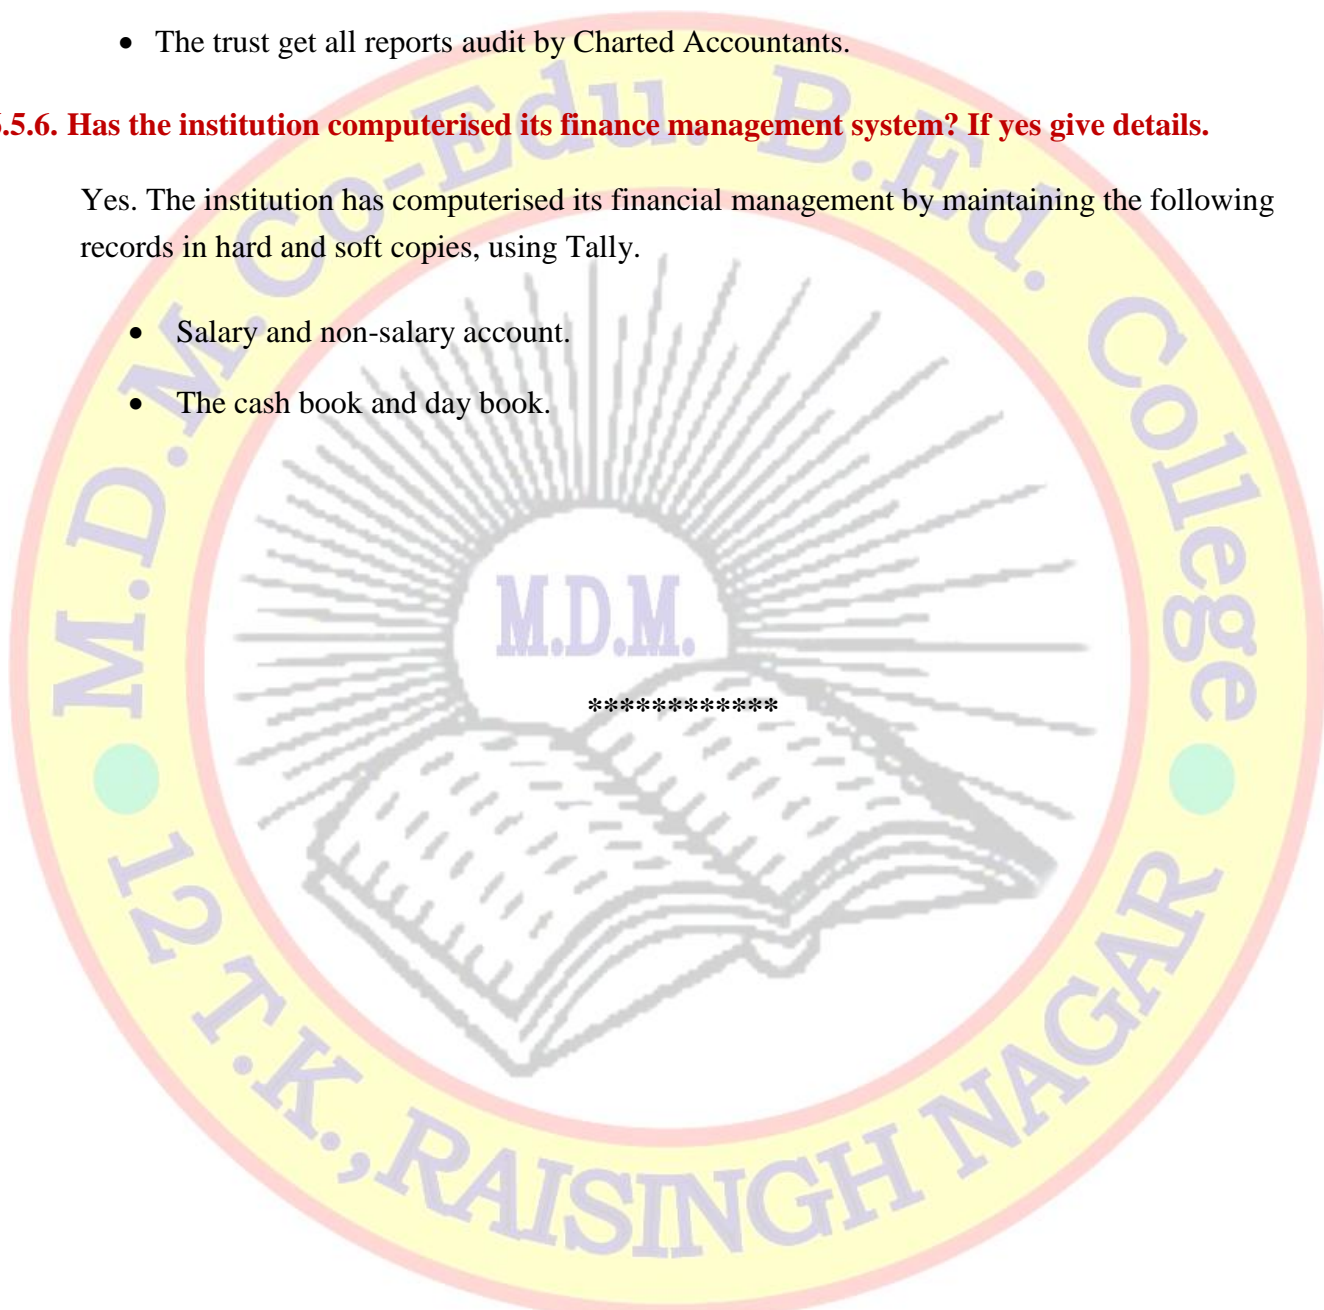 • The trust get all reports audit by Charted Accountants.
.5.6. Has the institution computerised its finance management system? If yes give details.
Yes. The institution has computerised its financial management by maintaining the following
records in hard and soft copies, using Tally.
• Salary and non-salary account.
• The cash book and day book.
************
M.D.M. Co-Edu. B.Ed. College
M.D.M.
12 T.K., RAISINGH NAGAR